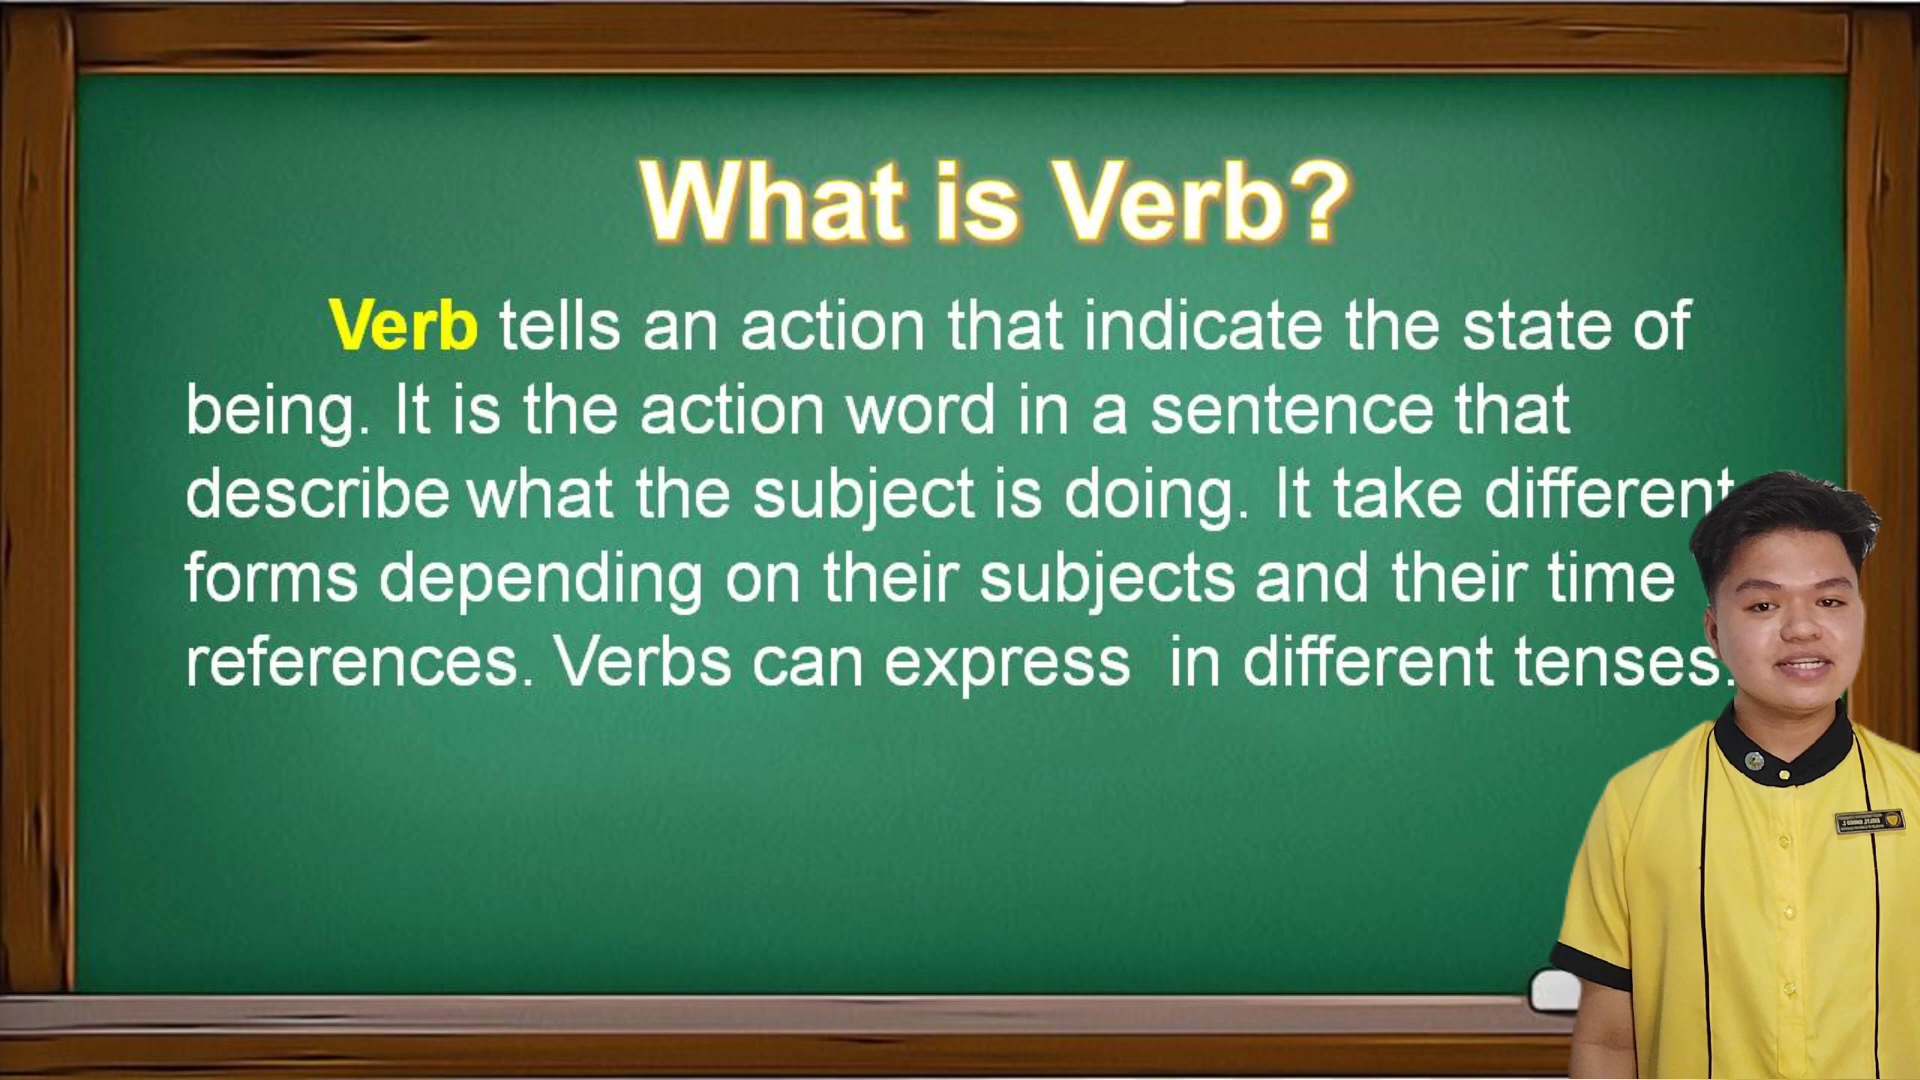 What is Verb?
Verb tells an action that indicate the state of
being. It is the action word in a sentence that
describe what the subject is doing. It take different
forms depending on their subjects and their time
references. Verbs can express  in different tenses.